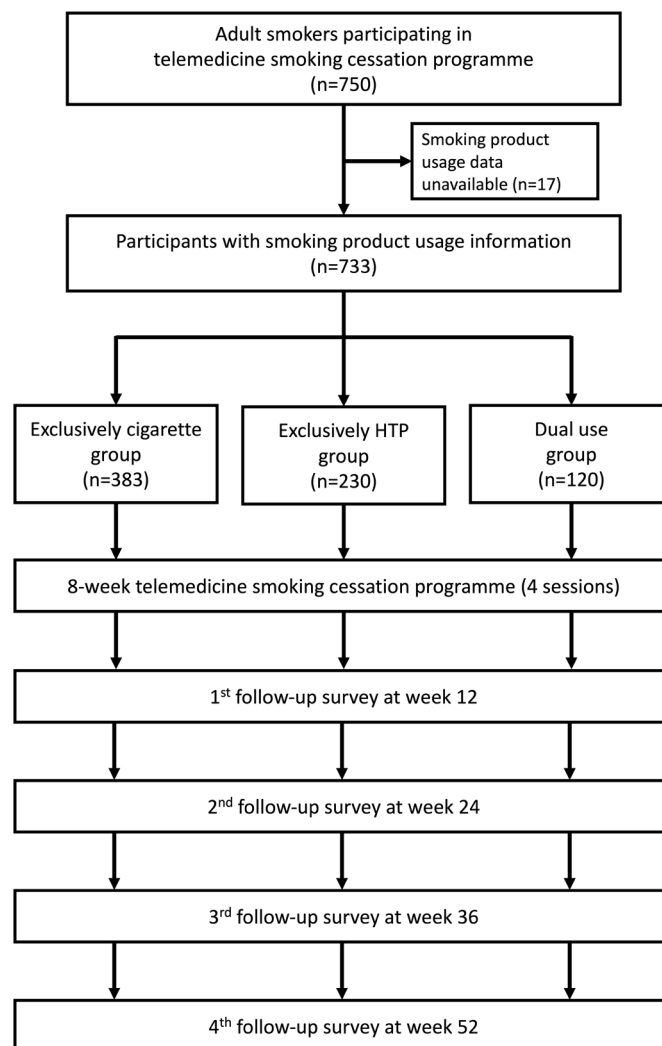 Adult smokers participating in
telemedicine smoking cessation programme
(n=750)
Smoking product
usage data
unavailable (n=17)
Participants with smoking product usage information
(n=733)
Exclusively cigarette
group
(n=383)
Exclusively HTP
group
(n=230)
Dual use
group
(n=120)
8-week telemedicine smoking cessation programme (4 sessions)
1st follow-up survey at week 12
2nd follow-up survey at week 24
3rd follow-up survey at week 36
4th follow-up survey at week 52